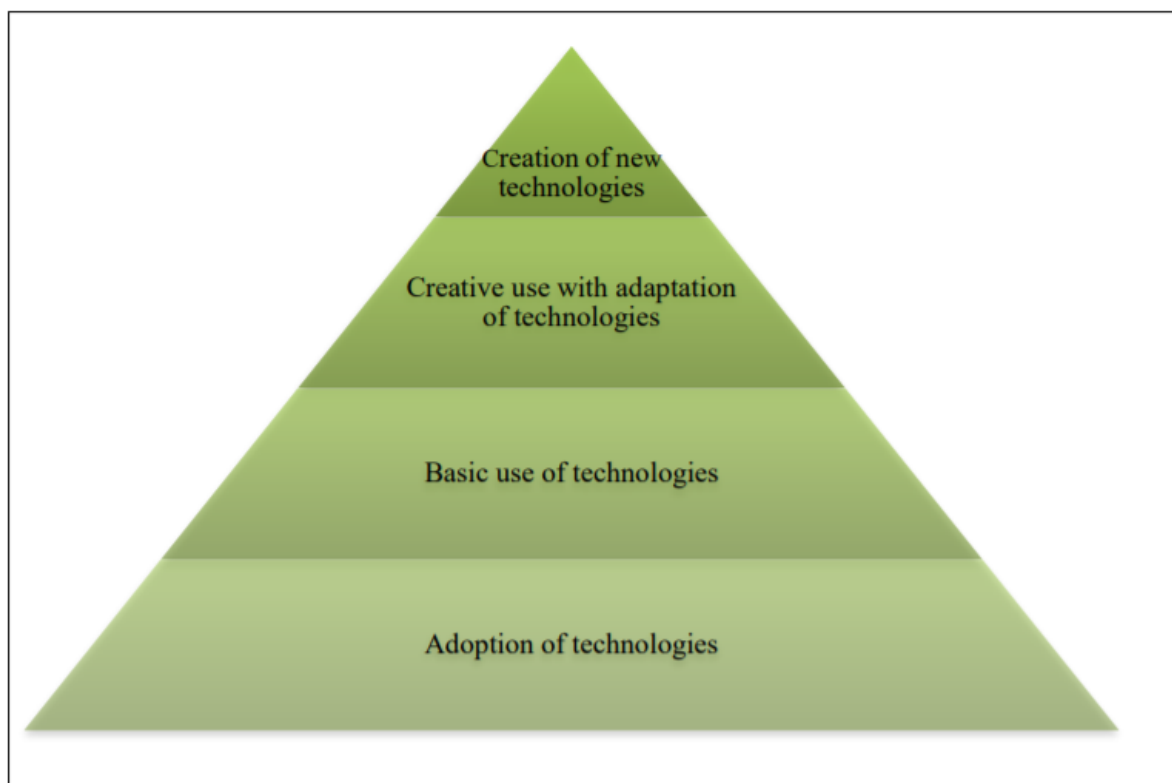 Creation of new
technologies
Creative use with adaptation
of technologies
Basic use of technologies
Adoption of technologies